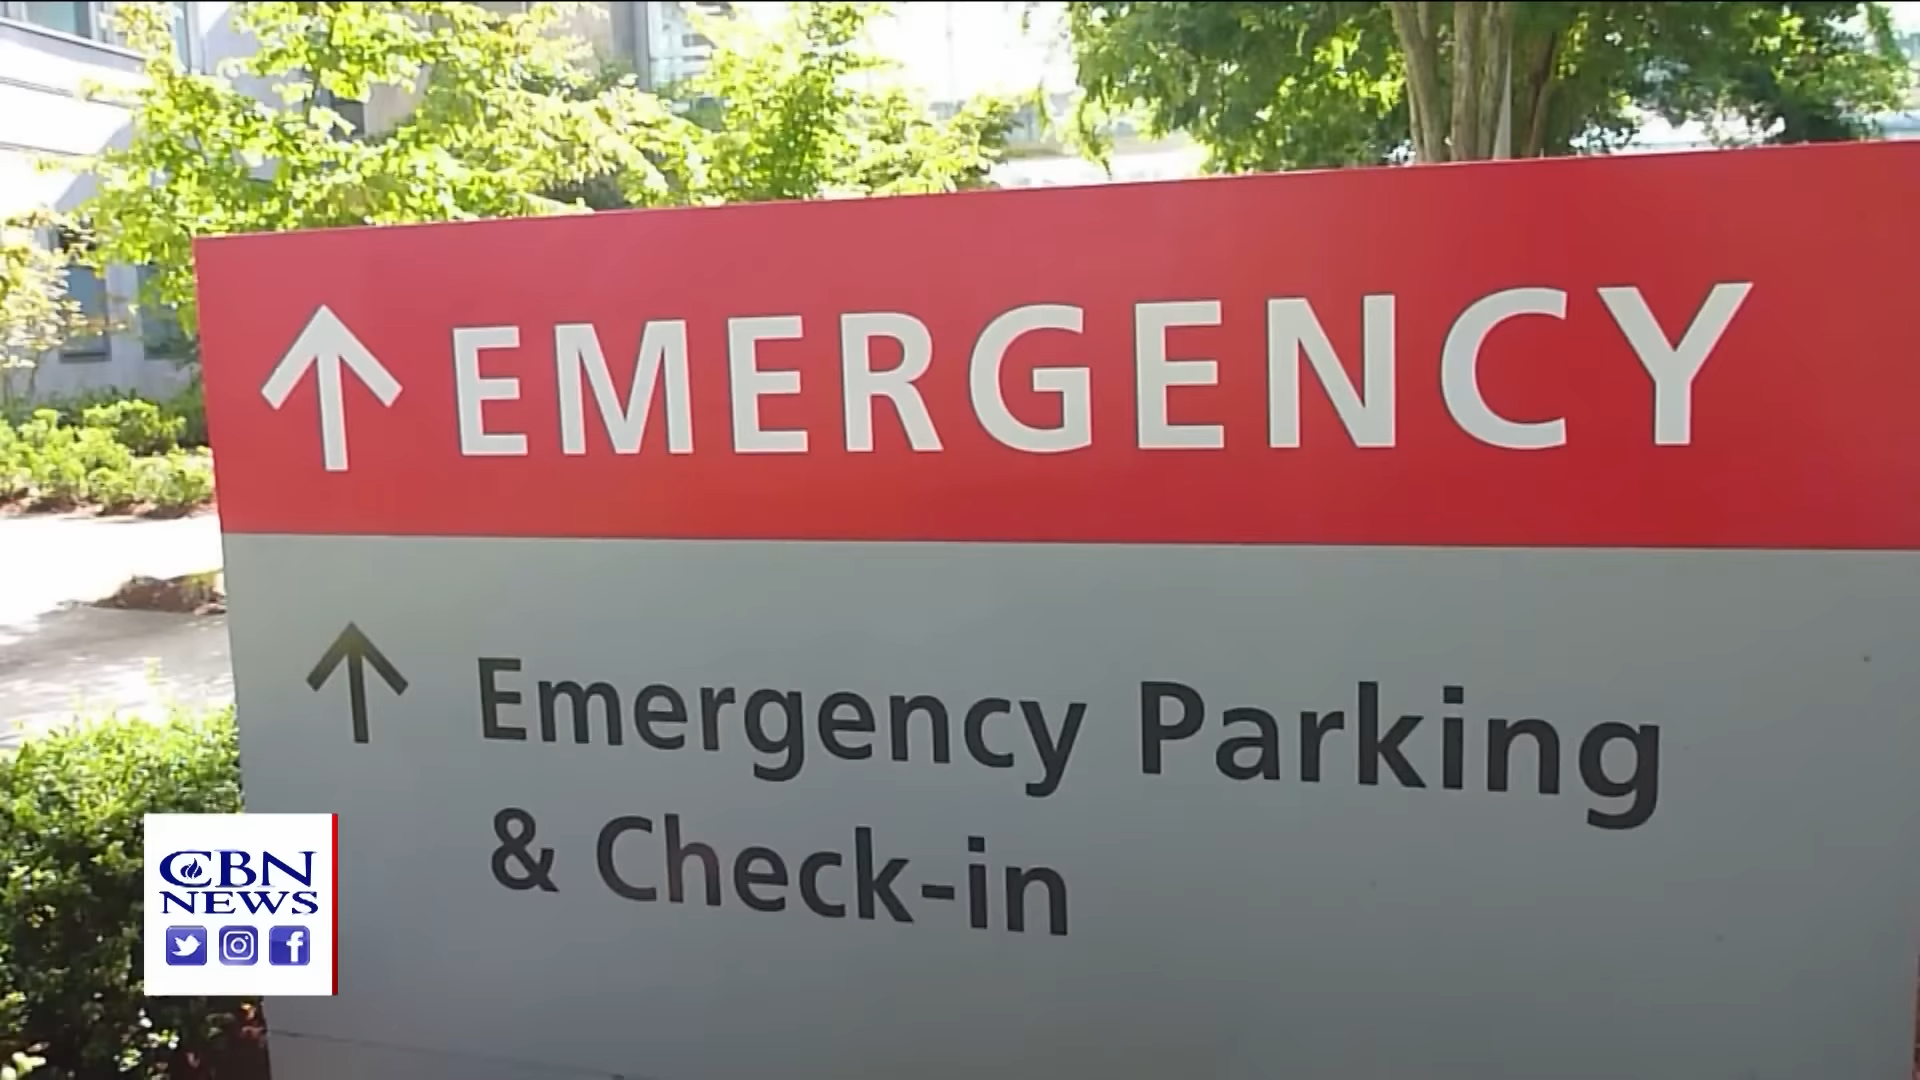 ↑ EMERGENCY
↑ Emergency Parking
& Check-in
CBN
NEWS